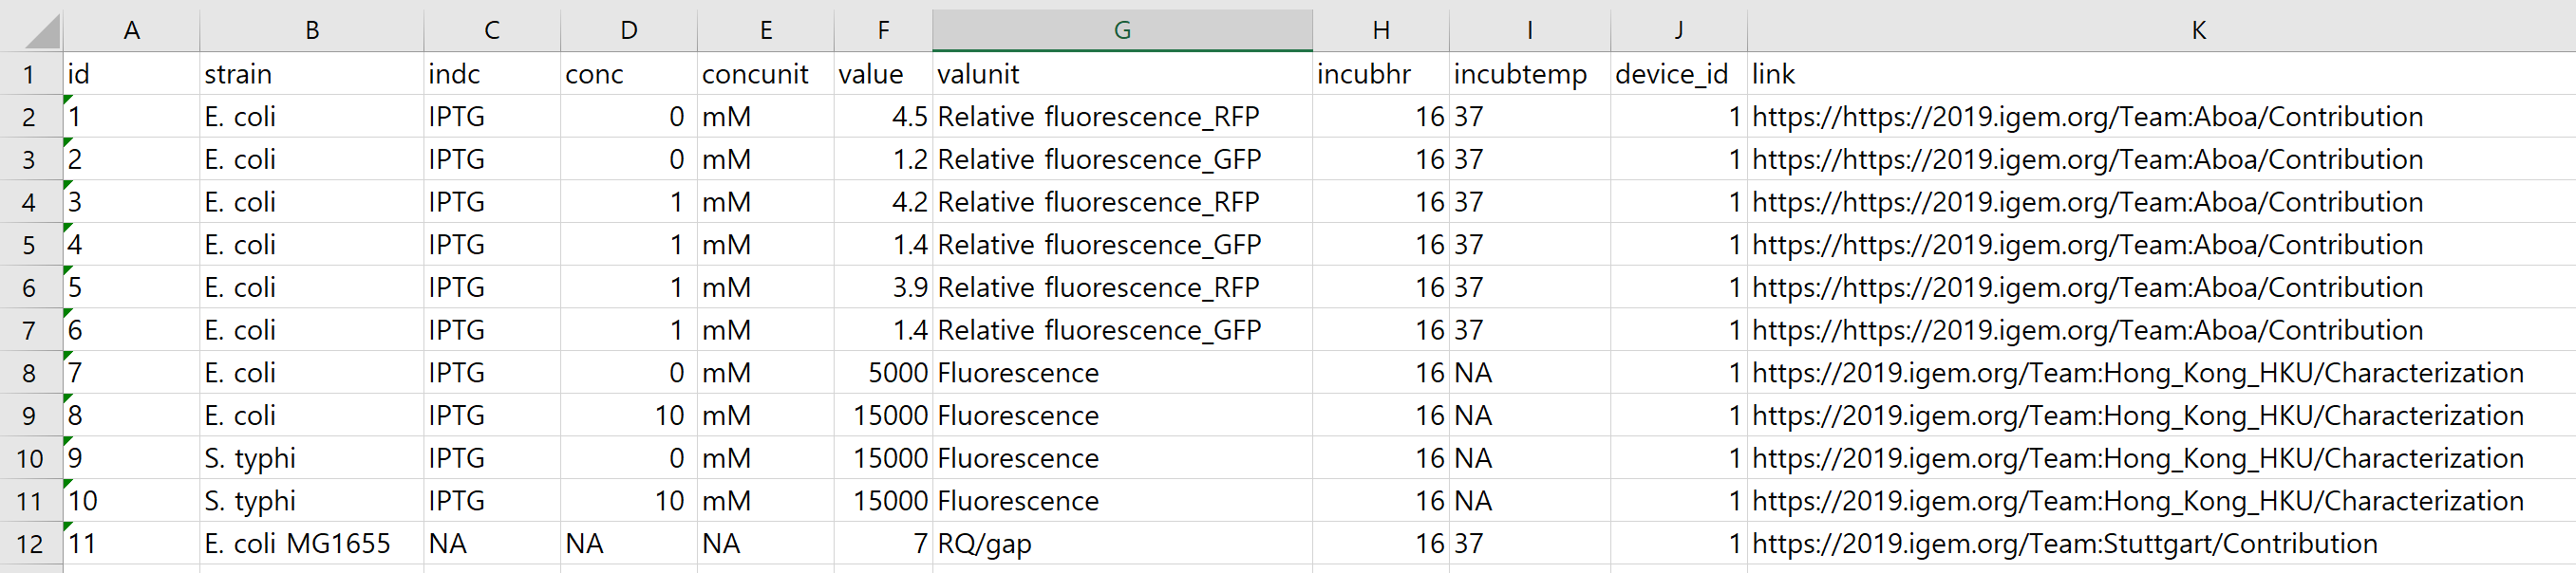 A B C D E F G H I J K
1 id strain indc conc concunit value valunit incubhr incubtemp device_id link
2 1 E. coli IPTG 0 mM 4.5 Relative fluorescence_RFP 16 37 1 https://https://2019.igem.org/Team:Aboa/Contribution
3 2 E. coli IPTG 0 mM 1.2 Relative fluorescence_GFP 16 37 1 https://https://2019.igem.org/Team:Aboa/Contribution
4 3 E. coli IPTG 1 mM 4.2 Relative fluorescence_RFP 16 37 1 https://https://2019.igem.org/Team:Aboa/Contribution
5 4 E. coli IPTG 1 mM 1.4 Relative fluorescence_GFP 16 37 1 https://https://2019.igem.org/Team:Aboa/Contribution
6 5 E. coli IPTG 1 mM 3.9 Relative fluorescence_RFP 16 37 1 https://https://2019.igem.org/Team:Aboa/Contribution
7 6 E. coli IPTG 1 mM 1.4 Relative fluorescence_GFP 16 37 1 https://https://2019.igem.org/Team:Aboa/Contribution
8 7 E. coli IPTG 0 mM 5000 Fluorescence 16 NA 1 https://2019.igem.org/Team:Hong_Kong_HKU/Characterization
9 8 E. coli IPTG 10 mM 15000 Fluorescence 16 NA 1 https://2019.igem.org/Team:Hong_Kong_HKU/Characterization
10 9 S. typhi IPTG 0 mM 15000 Fluorescence 16 NA 1 https://2019.igem.org/Team:Hong_Kong_HKU/Characterization
11 10 S. typhi IPTG 10 mM 15000 Fluorescence 16 NA 1 https://2019.igem.org/Team:Hong_Kong_HKU/Characterization
12 11 E. coli MG1655 NA NA NA 7 RQ/gap 16 37 1 https://2019.igem.org/Team:Stuttgart/Contribution